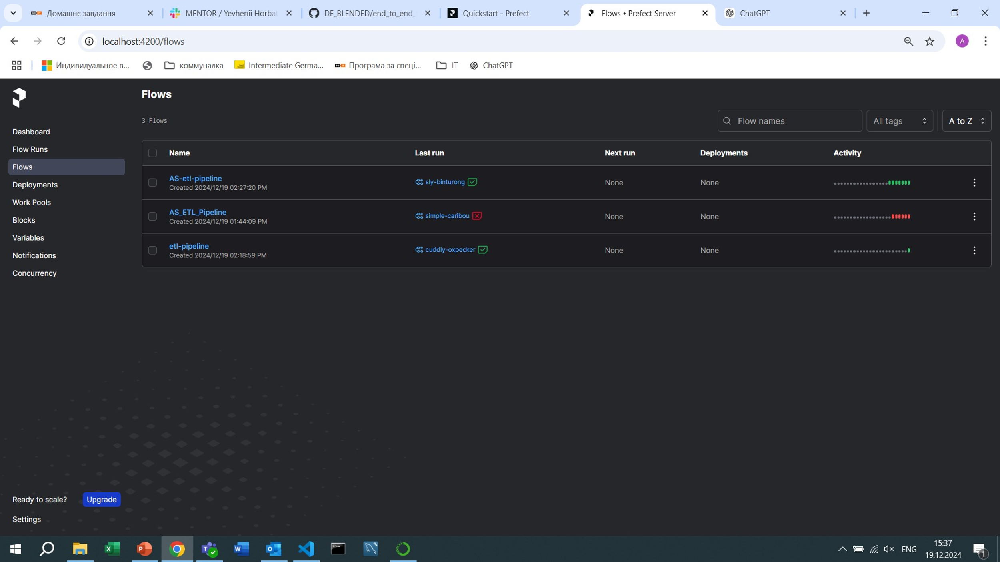 Домашнє завдання
MENTOR / Yevhenii Horbat
DE_BLENDED/end_to_end_
Quickstart - Prefect
Flows • Prefect Server
ChatGPT
localhost:4200/flows
A
Индивидуальное в...
коммуналка
Intermediate Germa...
Програма за спеці...
IT
ChatGPT
Flows
3 Flows
Flow names
All tags
A to Z
Dashboard
Flow Runs
Flows
Deployments
Work Pools
Blocks
Variables
Notifications
Concurrency
Name Last run Next run Deployments Activity
AS-etl-pipeline
Created 2024/12/19 02:27:20 PM
sly-binturong None None
AS_ETL_Pipeline
Created 2024/12/19 01:44:09 PM
simple-caribou None None
etl-pipeline
Created 2024/12/19 02:18:59 PM
cuddly-oxpecker None None
Ready to scale? Upgrade
Settings
ENG
15:37
19.12.2024
1